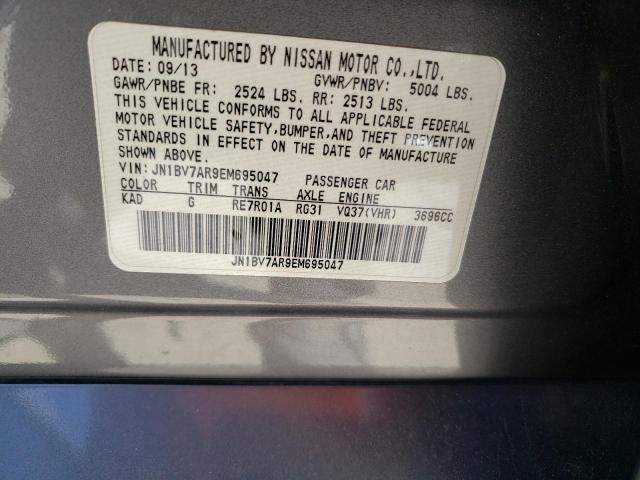 MANUFACTURED BY NISSAN MOTOR CO.,LTD.
DATE: 09/13 GVWR/PNBV: 5004 LBS.
GAWR/PNBE FR: 2524 LBS. RR: 2513 LBS.
THIS VEHICLE CONFORMS TO ALL APPLICABLE FEDERAL
MOTOR VEHICLE SAFETY, BUMPER, AND THEFT PREVENTION
STANDARDS IN EFFECT ON THE DATE OF MANUFACTURE
SHOWN ABOVE.
VIN: JN1BV7AR9EM695047 PASSENGER CAR
COLOR TRIM TRANS AXLE ENGINE
KAD G RE7R01A RG31 VQ37(VHR) 3696CC
JN1BV7AR9EM695047